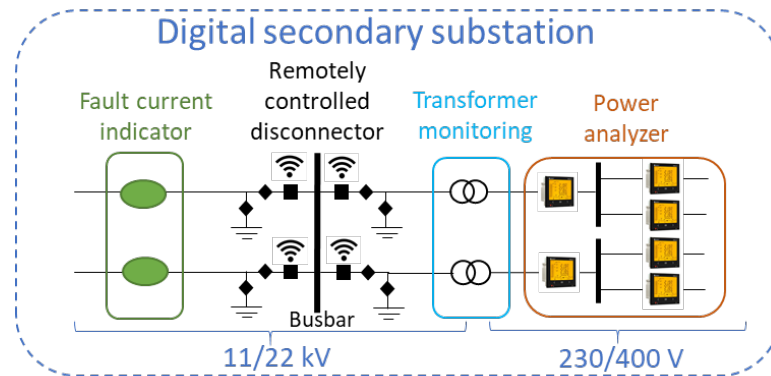 Digital secondary substation
Fault current
indicator
Remotely
controlled
disconnector
Transformer
monitoring
Power
analyzer
Busbar
11/22 kV
230/400 V